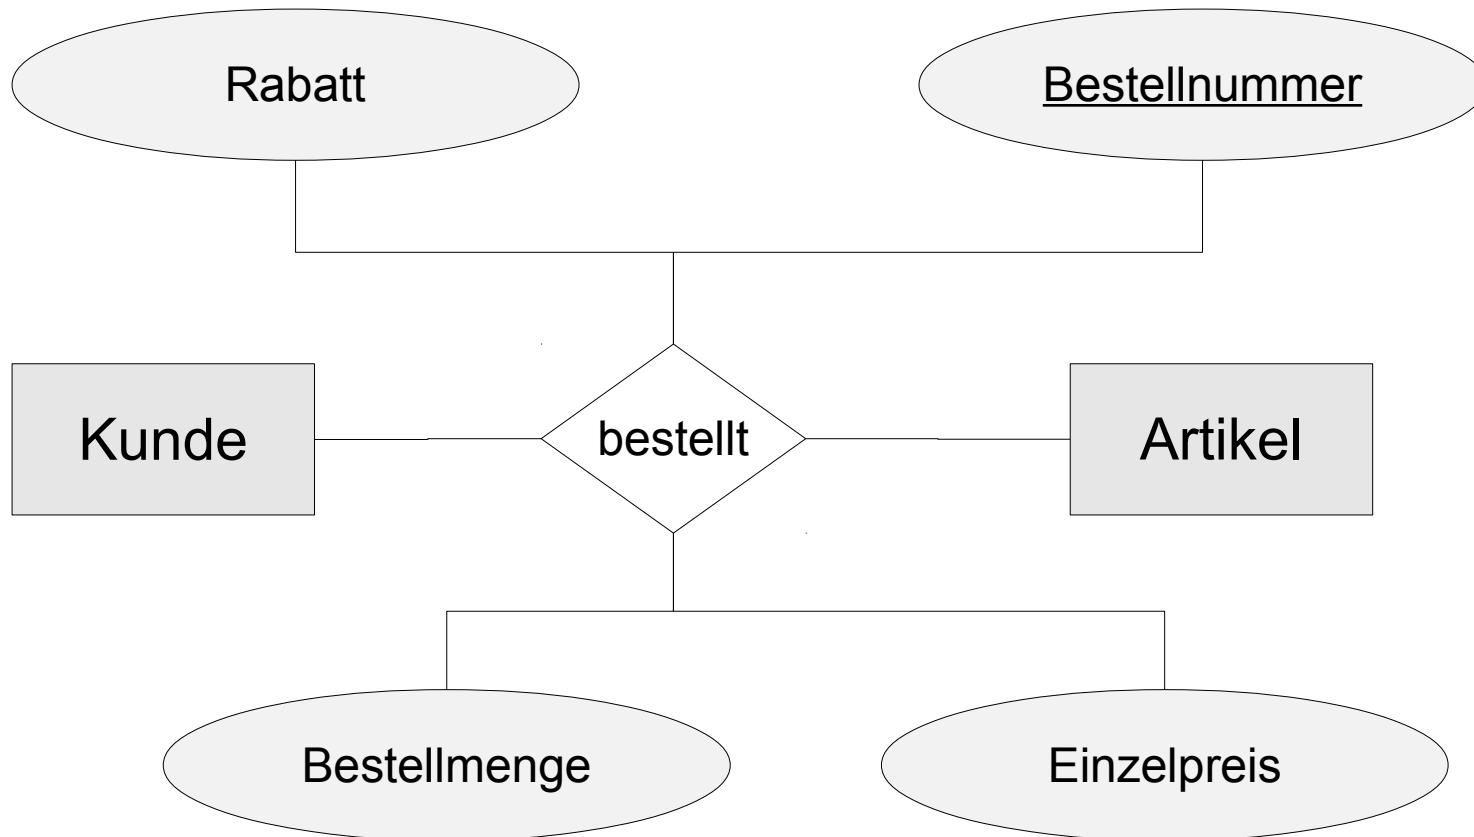 Rabatt
Bestellnummer
Kunde
bestellt
Artikel
Bestellmenge
Einzelpreis